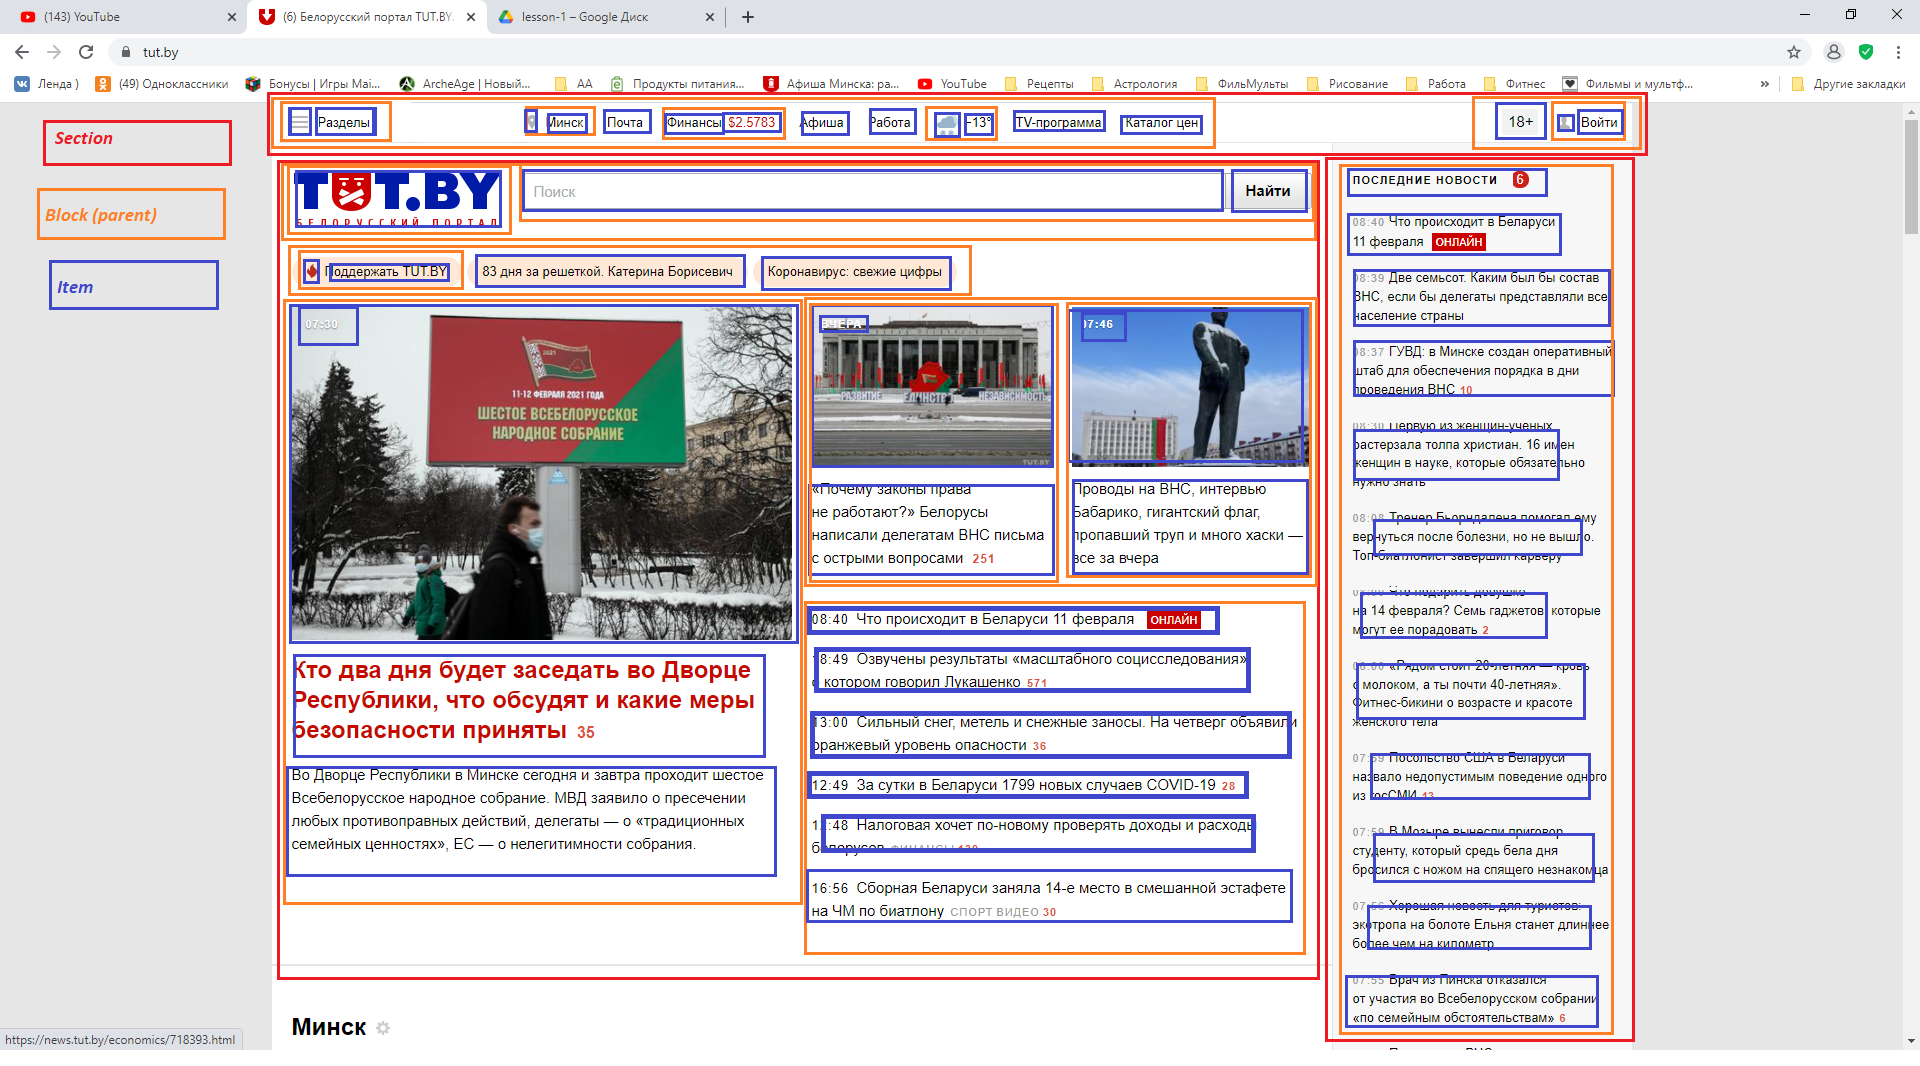 (143) YouTube
(6) Белорусский портал TUT.BY.
lesson-1 – Google Диск
tut.by
Ленда )
(49) Одноклассники
Бонусы | Игры Mai...
ArcheAge | Новый...
АА
Продукты питания...
Афиша Минска: ра...
YouTube
Рецепты
Астрология
ФильМульты
Рисование
Работа
Фитнес
Фильмы и мультф...
»
Другие закладки
Section
Block (parent)
Item
Разделы
Минск
Почта
Финансы $2.5783
Афиша
Работа
-13°
TV-программа
Каталог цен
18+
Войти
TUT.BY
БЕЛОРУССКИЙ ПОРТАЛ
Поиск
Найти
Поддержать TUT.BY
83 дня за решеткой. Катерина Борисевич
Коронавирус: свежие цифры
07:30
2021
11-12 ФЕВРАЛЯ 2021 ГОДА
ШЕСТОЕ ВСЕБЕЛОРУССКОЕ
НАРОДНОЕ СОБРАНИЕ
Кто два дня будет заседать во Дворце
Республики, что обсудят и какие меры
безопасности приняты 35
Во Дворце Республики в Минске сегодня и завтра проходит шестое
Всебелорусское народное собрание. МВД заявило о пресечении
любых противоправных действий, делегаты — о «традиционных
семейных ценностях», ЕС — о нелегитимности собрания.
ВЧЕРА
РАЗВИТИЕ
НЕЗАВИСИМОСТЬ
TUT.BY
«Почему законы права
не работают?» Белорусы
написали делегатам ВНС письма
с острыми вопросами 251
07:46
Проводы на ВНС, интервью
Бабарико, гигантский флаг,
пропавший труп и много хаски —
все за вчера
08:40 Что происходит в Беларуси 11 февраля ОНЛАЙН
18:49 Озвучены результаты «масштабного социсследования»
о котором говорил Лукашенко 571
13:00 Сильный снег, метель и снежные заносы. На четверг объявили
оранжевый уровень опасности 36
12:49 За сутки в Беларуси 1799 новых случаев COVID-19 28
12:48 Налоговая хочет по-новому проверять доходы и расходы
белорусов ФИНАНСЫ 130
16:56 Сборная Беларуси заняла 14-е место в смешанной эстафете
на ЧМ по биатлону СПОРТ ВИДЕО 30
ПОСЛЕДНИЕ НОВОСТИ 6
08:40 Что происходит в Беларуси
11 февраля ОНЛАЙН
08:39 Две семьсот. Каким был бы состав
ВНС, если бы делегаты представляли все
население страны
08:37 ГУВД: в Минске создан оперативный
штаб для обеспечения порядка в дни
проведения ВНС 10
08:30 Первую из женщин-ученых
растерзала толпа христиан. 16 имен
женщин в науке, которые обязательно
нужно знать
08:08 Тренер Бьорндалена помогал ему
вернуться после болезни, но не вышло.
Топ-биатлонист завершил карьеру
Что подарить девушке
на 14 февраля? Семь гаджетов, которые
могут ее порадовать 2
08:00 «Рядом стоит 20-летняя — кровь
с молоком, а ты почти 40-летняя».
Фитнес-бикини о возрасте и красоте
женского тела
07:59 Посольство США в Беларуси
назвало недопустимым поведение одного
из госСМИ 13
07:59 В Мозыре вынесли приговор
студенту, который средь бела дня
бросился с ножом на спящего незнакомца
07:56 Хорошая новость для туристов:
экотропа на болоте Ельня станет длиннее
более чем на километр
07:55 Врач из Пинска отказался
от участия во Всебелорусском собрании
«по семейным обстоятельствам» 6
Минск
https://news.tut.by/economics/718393.html